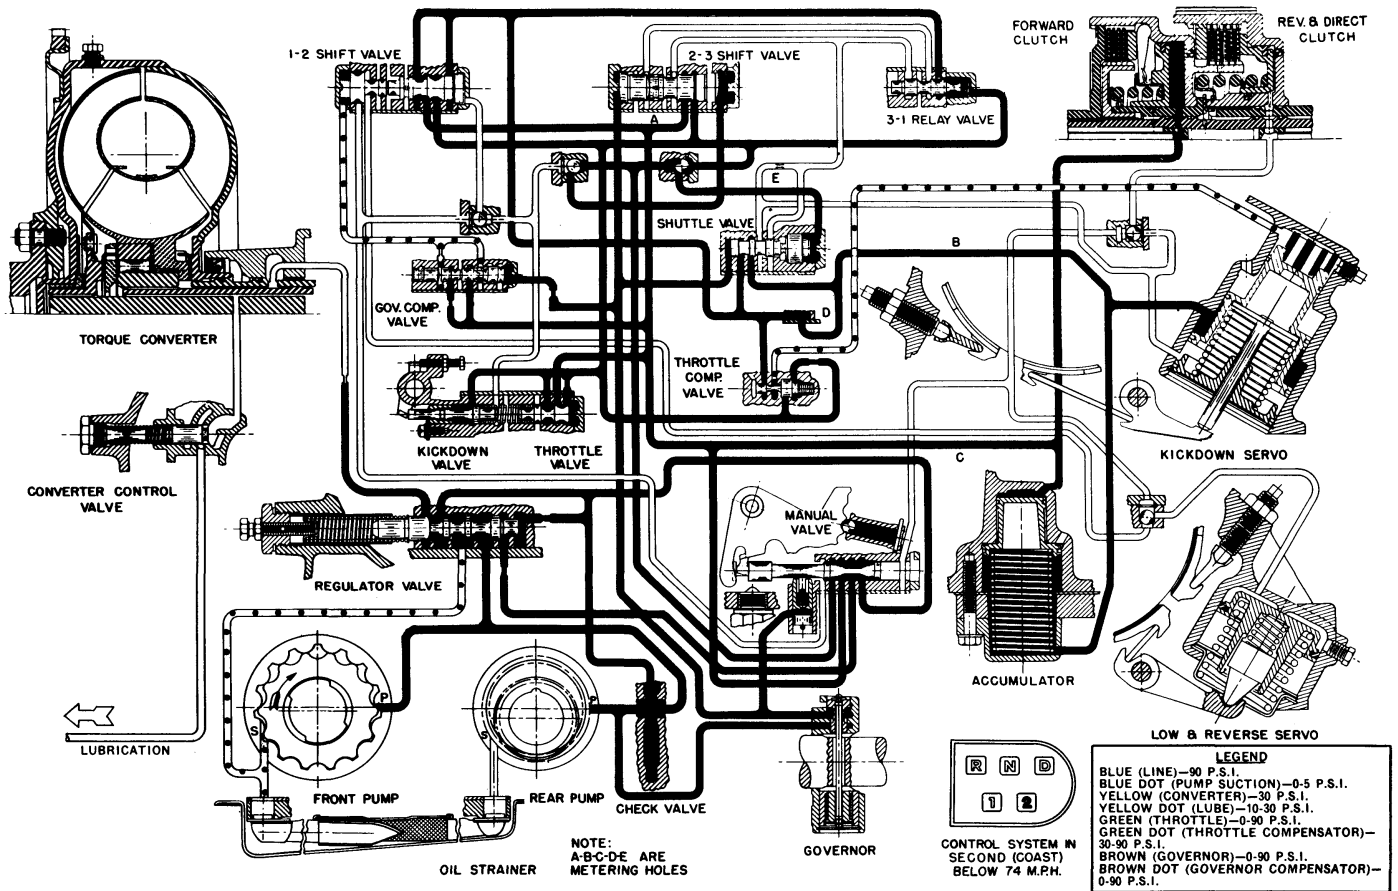 FORWARD
CLUTCH
REV. & DIRECT
CLUTCH
1-2 SHIFT VALVE
2-3 SHIFT VALVE
A
3-1 RELAY VALVE
E
SHUTTLE VALVE
B
GOV. COMP.
VALVE
D
TORQUE CONVERTER
THROTTLE
COMP.
VALVE
KICKDOWN
VALVE
THROTTLE
VALVE
C
KICKDOWN SERVO
CONVERTER CONTROL
VALVE
MANUAL
VALVE
REGULATOR VALVE
ACCUMULATOR
P
S
P
S
LUBRICATION
LOW & REVERSE SERVO
FRONT PUMP
REAR PUMP
CHECK VALVE
OIL STRAINER
NOTE:
A-B-C-D-E ARE
METERING HOLES
GOVERNOR
R N D
1 2
CONTROL SYSTEM IN
SECOND (COAST)
BELOW 74 M.P.H.
LEGEND
BLUE (LINE)—90 P.S.I.
BLUE DOT (PUMP SUCTION)—0-5 P.S.I.
YELLOW (CONVERTER)—30 P.S.I.
YELLOW DOT (LUBE)—10-30 P.S.I.
GREEN (THROTTLE)—0-90 P.S.I.
GREEN DOT (THROTTLE COMPENSATOR)—
30-90 P.S.I.
BROWN (GOVERNOR)—0-90 P.S.I.
BROWN DOT (GOVERNOR COMPENSATOR)—
0-90 P.S.I.